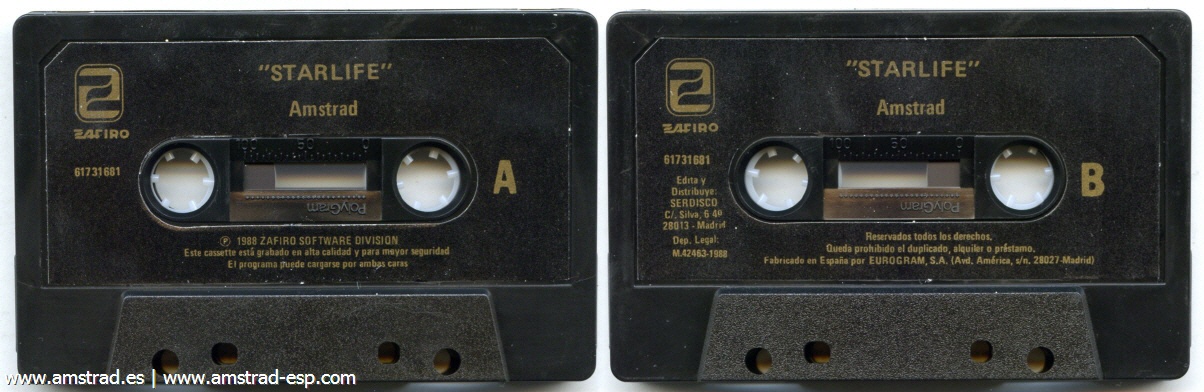 "STARLIFE"
Amstrad
ZAFIRO
61731681
100 50 0
PolyGram
A
Ⓟ 1988 ZAFIRO SOFTWARE DIVISION
Este cassette está grabado en alta calidad y para mayor seguridad
El programa puede cargarse por ambas caras
"STARLIFE"
Amstrad
ZAFIRO
61731681
Edita y
Distribuye:
SERDISCO
C/. Silva, 6 4º
28013 - Madrid
Dep. Legal:
M.42463-1988
100 50 0
PolyGram
B
Reservados todos los derechos.
Queda prohibido el duplicado, alquiler o préstamo.
Fabricado en España por EUROGRAM, S.A. (Avd. América, s/n. 28027-Madrid)
www.amstrad.es | www.amstrad-esp.com